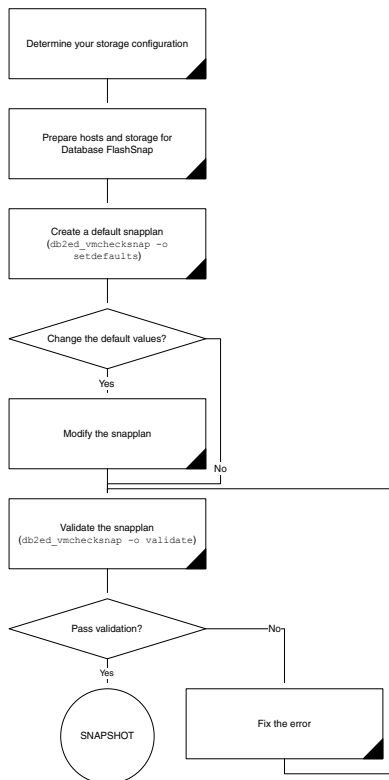 Determine your storage configuration
Prepare hosts and storage for
Database FlashSnap
Create a default snapplan
(db2ed_vmchecksnap -o
setdefaults)
Change the default values?
Yes
Modify the snapplan
No
Validate the snapplan
(db2ed_vmchecksnap -o validate)
Pass validation?
No
Yes
SNAPSHOT
Fix the error